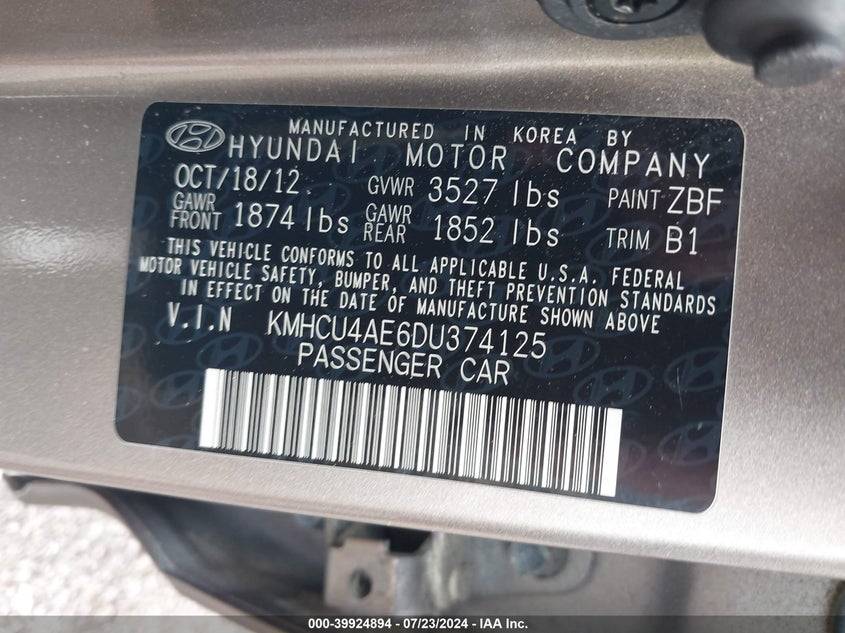 MANUFACTURED IN KOREA BY
HYUNDAI MOTOR COMPANY
OCT/18/12 GVWR 3527 lbs PAINT ZBF
GAWR FRONT 1874 lbs GAWR REAR 1852 lbs TRIM B1
THIS VEHICLE CONFORMS TO ALL APPLICABLE U.S.A. FEDERAL
MOTOR VEHICLE SAFETY, BUMPER, AND THEFT PREVENTION STANDARDS
IN EFFECT ON THE DATE OF MANUFACTURE SHOWN ABOVE
V.I.N KMHCU4AE6DU374125
PASSENGER CAR
000-39924894 - 07/23/2024 - IAA Inc.